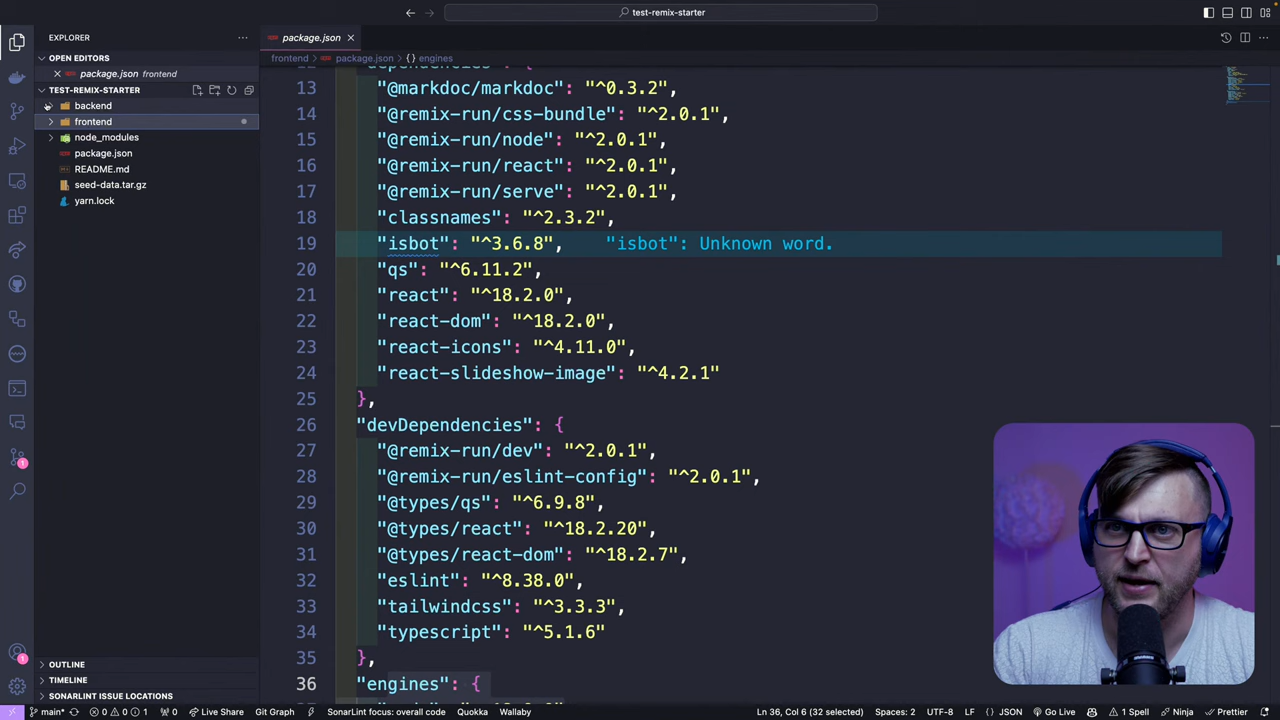 test-remix-starter
EXPLORER
package.json
OPEN EDITORS
frontend
package.json
engines
package.json frontend
TEST-REMIX-STARTER
backend
frontend
node_modules
package.json
README.md
seed-data.tar.gz
yarn.lock
13 "@markdoc/markdoc": "^0.3.2",
14 "@remix-run/css-bundle": "^2.0.1",
15 "@remix-run/node": "^2.0.1",
16 "@remix-run/react": "^2.0.1",
17 "@remix-run/serve": "^2.0.1",
18 "classnames": "^2.3.2",
19 "isbot": "^3.6.8", "isbot": Unknown word.
20 "qs": "^6.11.2",
21 "react": "^18.2.0",
22 "react-dom": "^18.2.0",
23 "react-icons": "^4.11.0",
24 "react-slideshow-image": "^4.2.1"
25 },
26 "devDependencies": {
27 "@remix-run/dev": "^2.0.1",
28 "@remix-run/eslint-config": "^2.0.1",
29 "@types/qs": "^6.9.8",
30 "@types/react": "^18.2.20",
31 "@types/react-dom": "^18.2.7",
32 "eslint": "^8.38.0",
33 "tailwindcss": "^3.3.3",
34 "typescript": "^5.1.6"
35 },
36 "engines": {
1
1
OUTLINE
TIMELINE
SONARLINT ISSUE LOCATIONS
main* 0 0 1 Live Share Git Graph SonarLint focus: overall code Quokka Wallaby Ln 36, Col 6 (32 selected) Spaces: 2 UTF-8 LF {} JSON Go Live 1 Spell Ninja Prettier